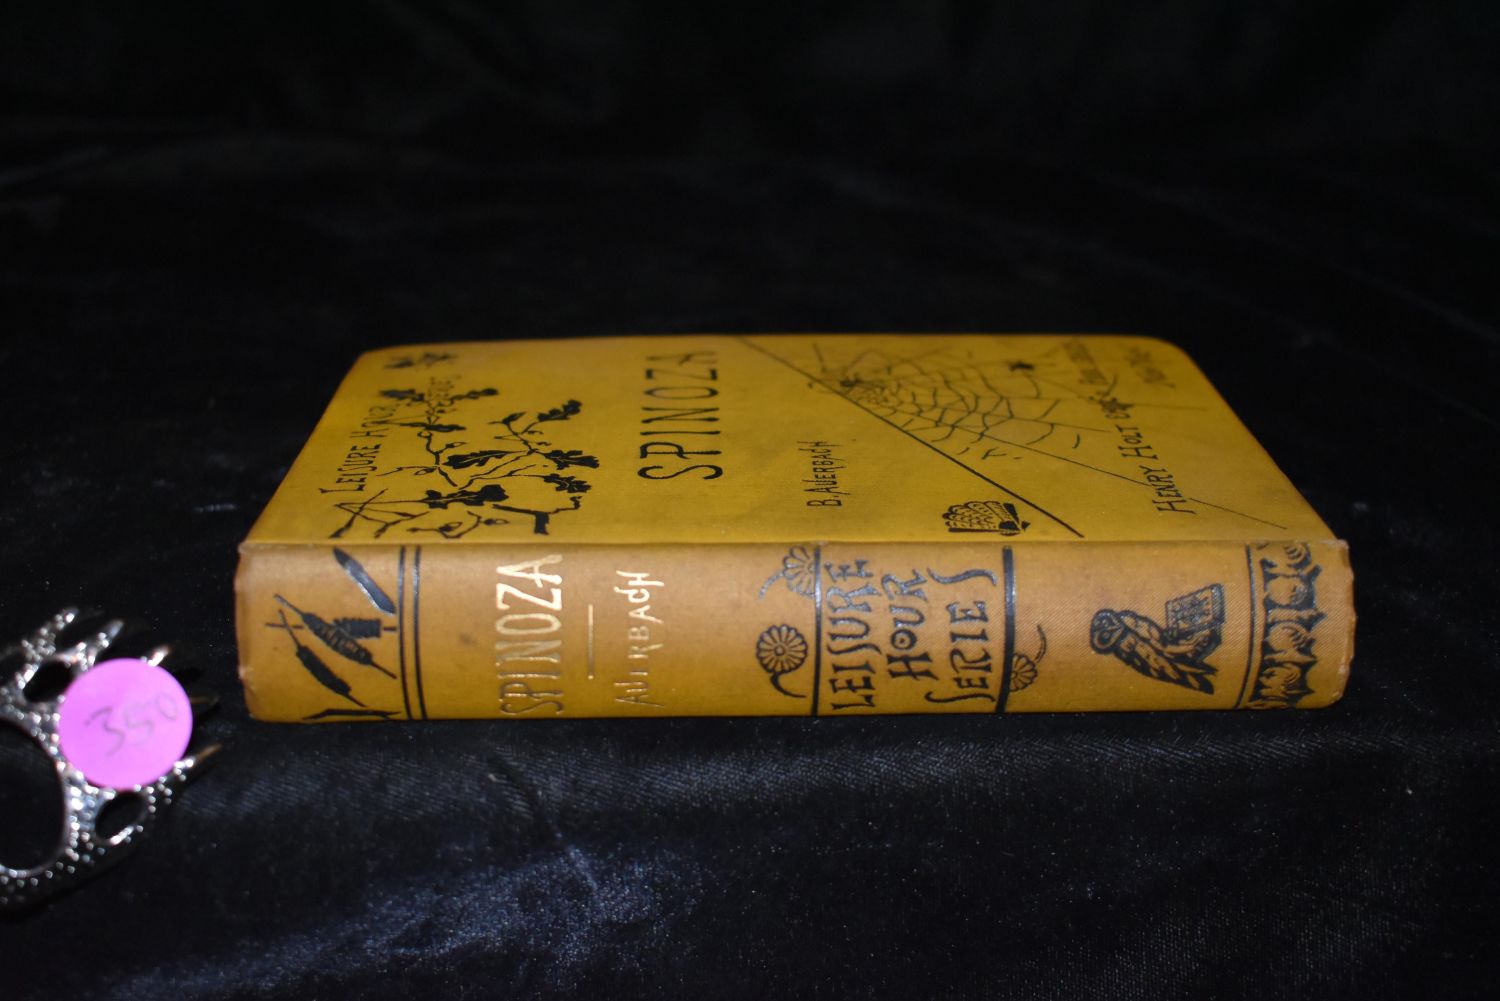 LEISURE HOUR
SPINOZA
B. AUERBACH
HENRY HOLT
SPINOZA
AUERBACH
LEISURE
HOUR
SERIES
350